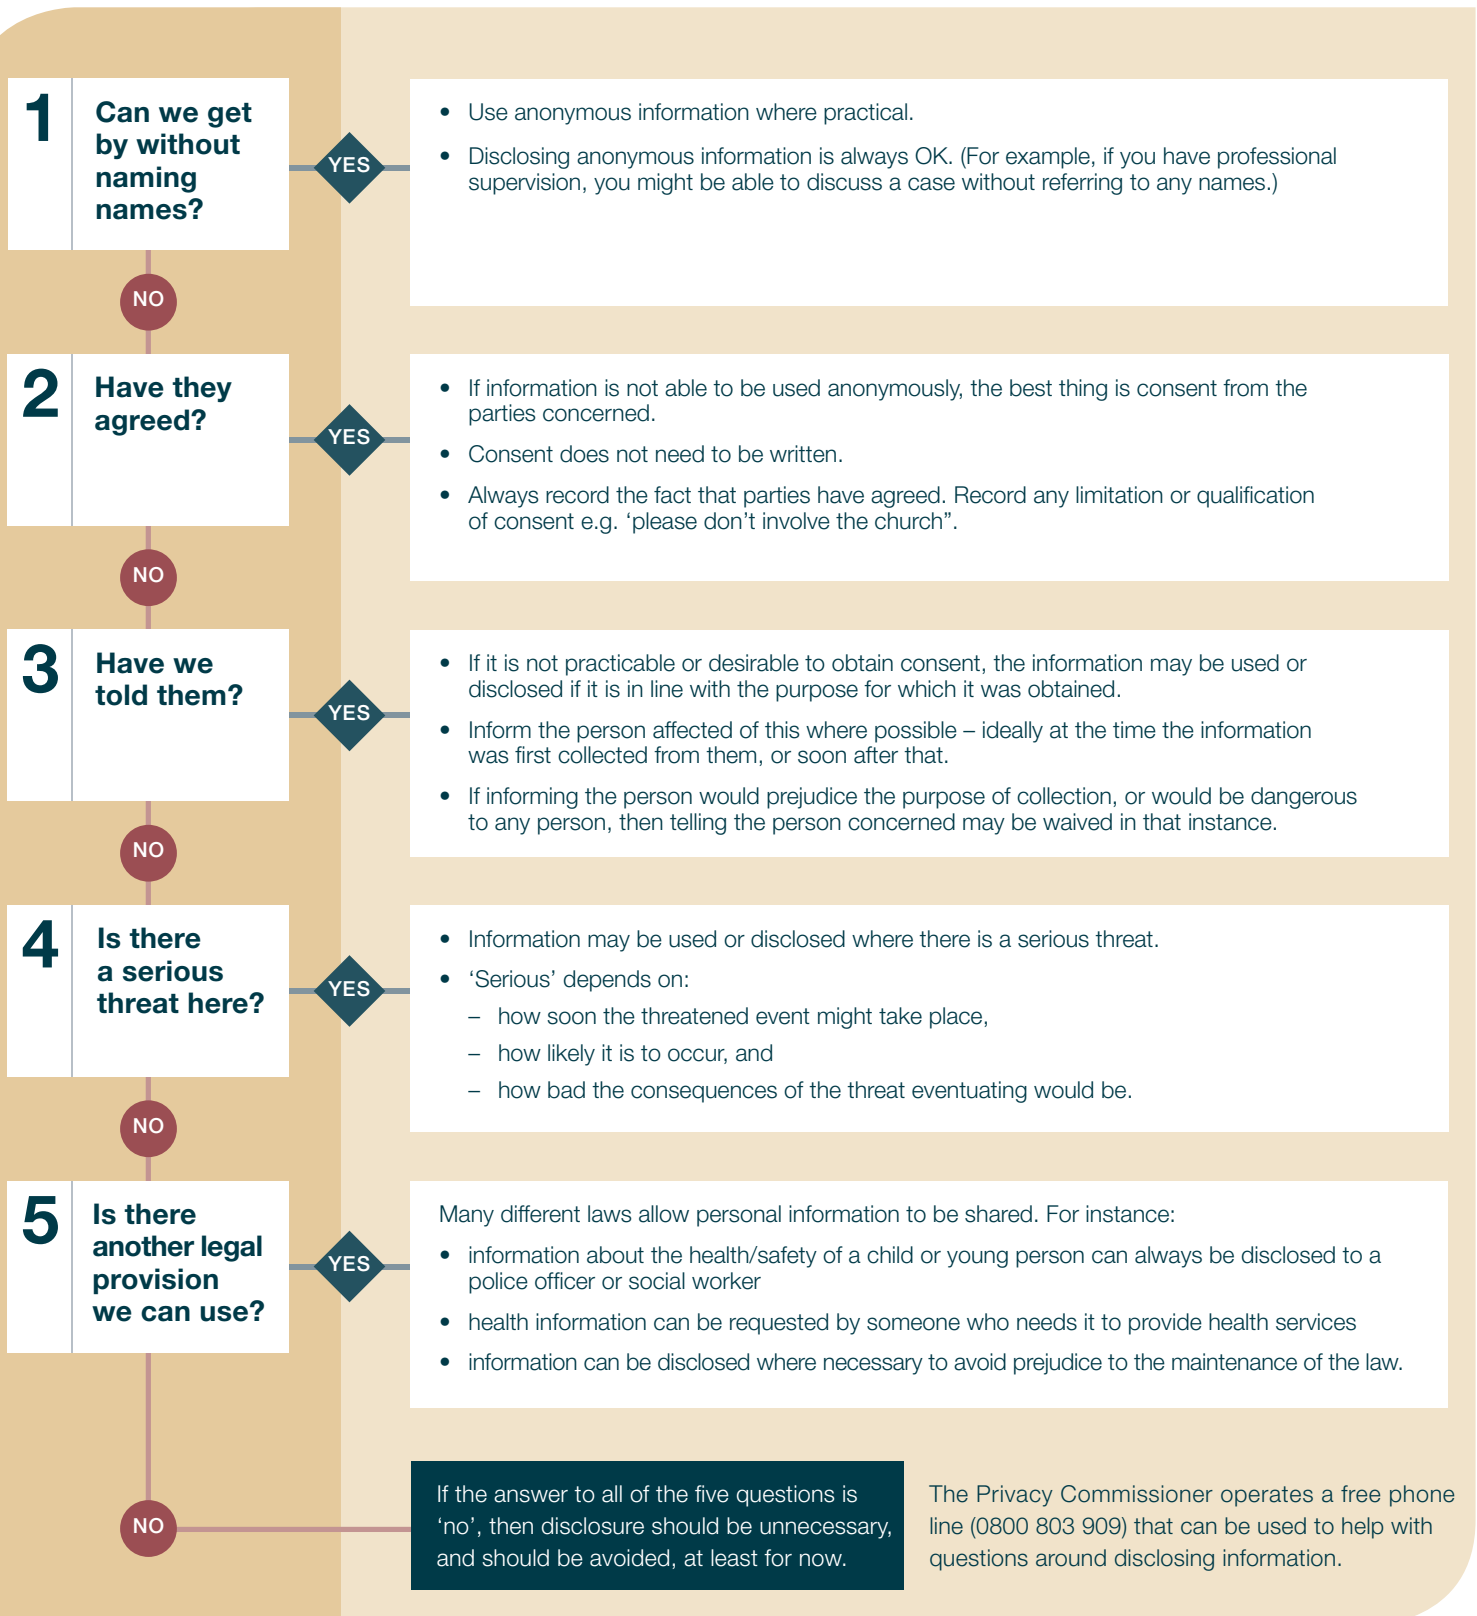 1
Can we get
by without
naming
names?
YES
• Use anonymous information where practical.
• Disclosing anonymous information is always OK. (For example, if you have professional
supervision, you might be able to discuss a case without referring to any names.)
NO
2
Have they
agreed?
YES
• If information is not able to be used anonymously, the best thing is consent from the
parties concerned.
• Consent does not need to be written.
• Always record the fact that parties have agreed. Record any limitation or qualification
of consent e.g. ‘please don’t involve the church”.
NO
3
Have we
told them?
YES
• If it is not practicable or desirable to obtain consent, the information may be used or
disclosed if it is in line with the purpose for which it was obtained.
• Inform the person affected of this where possible – ideally at the time the information
was first collected from them, or soon after that.
• If informing the person would prejudice the purpose of collection, or would be dangerous
to any person, then telling the person concerned may be waived in that instance.
NO
4
Is there
a serious
threat here?
YES
• Information may be used or disclosed where there is a serious threat.
• ‘Serious’ depends on:
– how soon the threatened event might take place,
– how likely it is to occur, and
– how bad the consequences of the threat eventuating would be.
NO
5
Is there
another legal
provision
we can use?
YES
Many different laws allow personal information to be shared. For instance:
• information about the health/safety of a child or young person can always be disclosed to a
police officer or social worker
• health information can be requested by someone who needs it to provide health services
• information can be disclosed where necessary to avoid prejudice to the maintenance of the law.
NO
If the answer to all of the five questions is
‘no’, then disclosure should be unnecessary,
and should be avoided, at least for now.
The Privacy Commissioner operates a free phone
line (0800 803 909) that can be used to help with
questions around disclosing information.